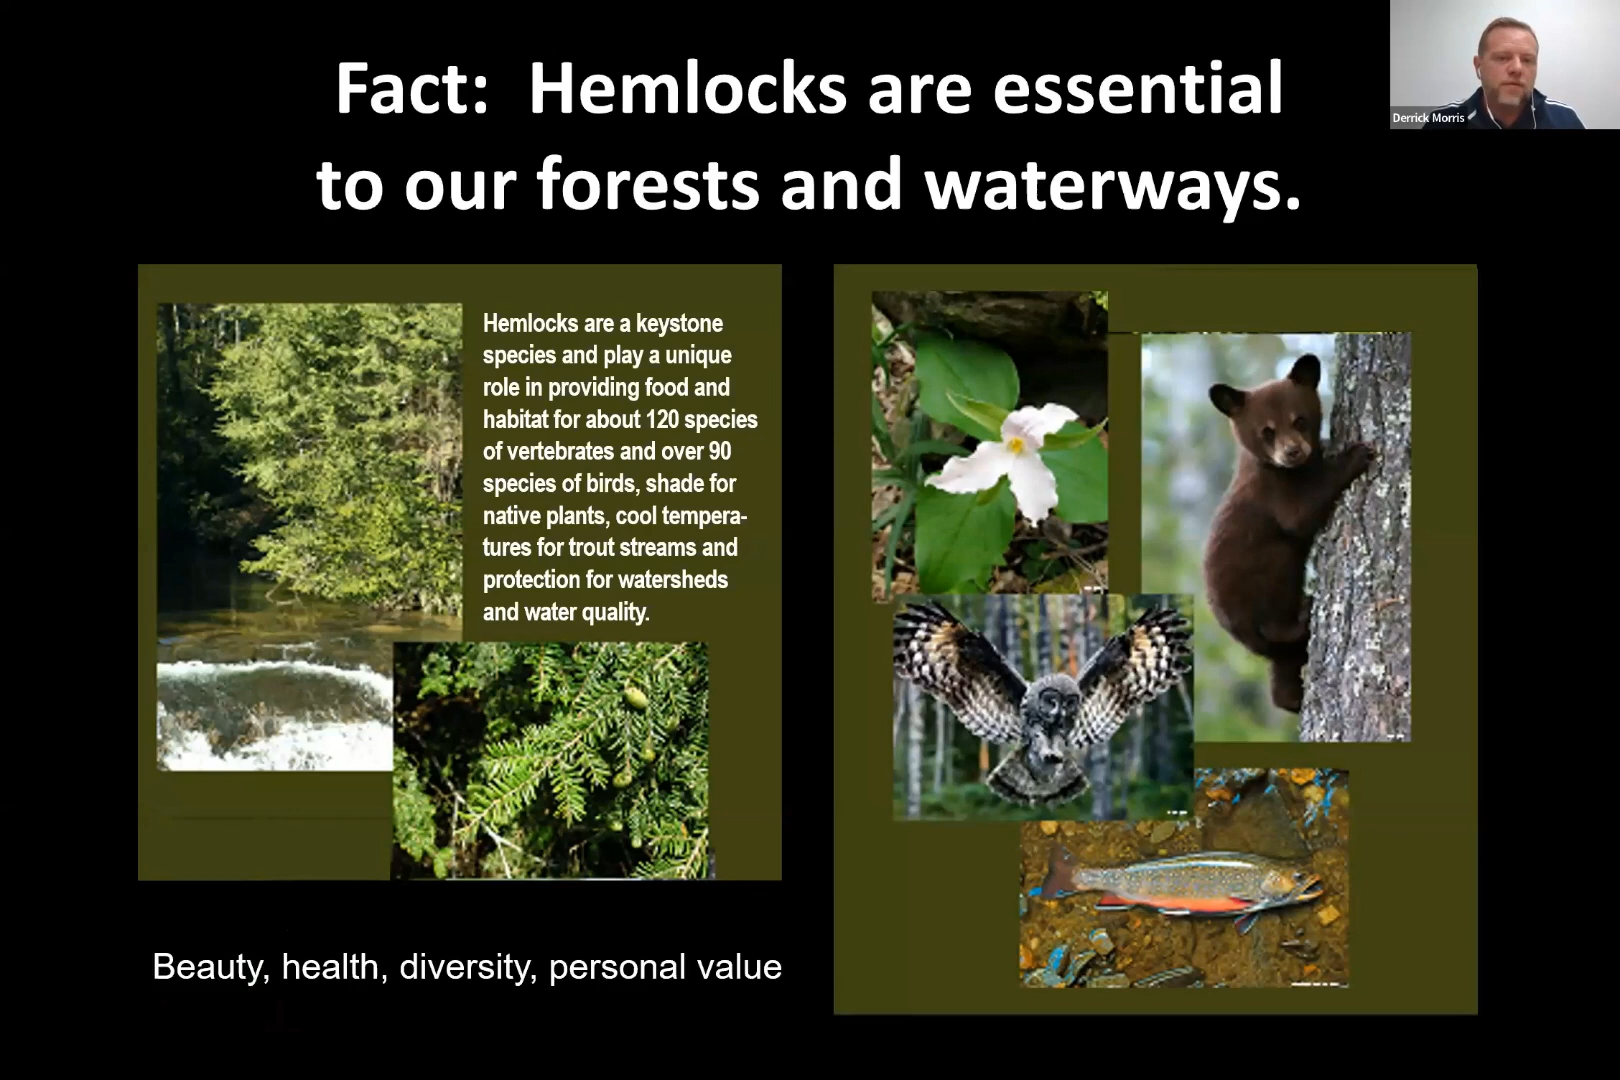 Fact: Hemlocks are essential
to our forests and waterways.
Derrick Morris
Hemlocks are a keystone
species and play a unique
role in providing food and
habitat for about 120 species
of vertebrates and over 90
species of birds, shade for
native plants, cool tempera-
tures for trout streams and
protection for watersheds
and water quality.
Beauty, health, diversity, personal value